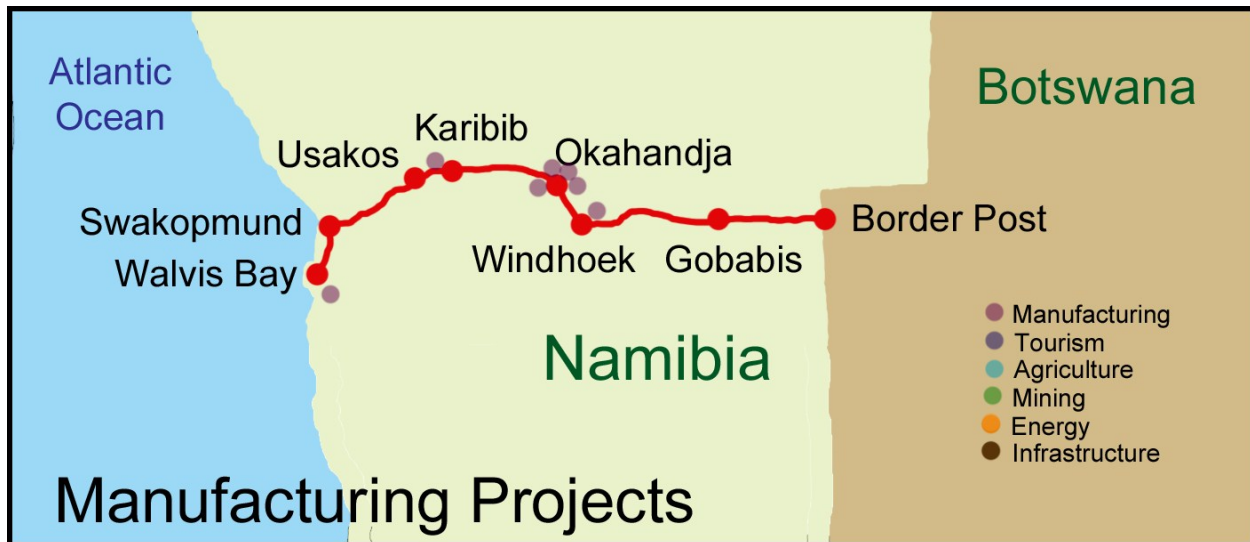 Atlantic
Ocean
Botswana
Karibib
Usakos
Okahandja
Swakopmund
Border Post
Walvis Bay
Windhoek
Gobabis
Namibia
Manufacturing
Tourism
Agriculture
Mining
Energy
Infrastructure
Manufacturing Projects